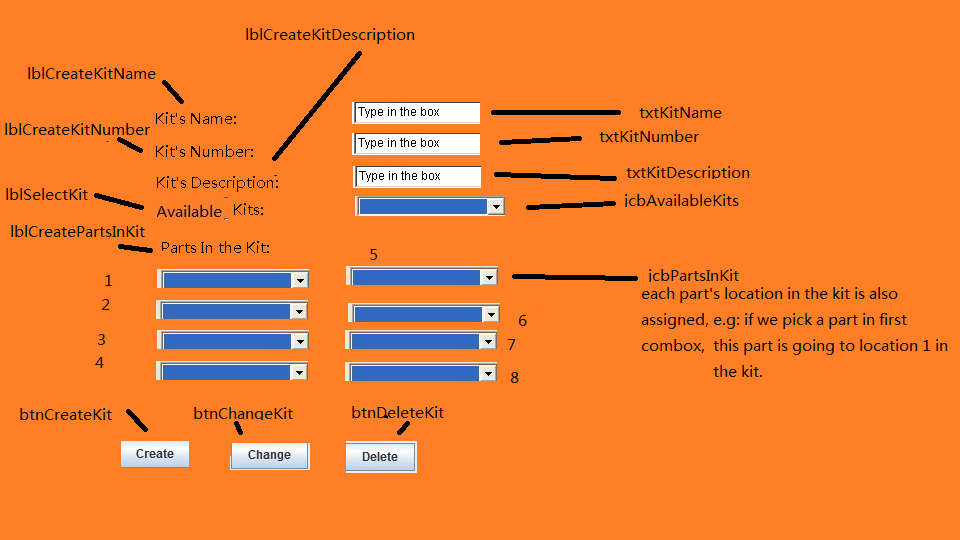 lblCreateKitDescription
lblCreateKitName
Kit's Name:
Type in the box
txtKitName
lblCreateKitNumber
Kit's Number:
Type in the box
txtKitNumber
Kit's Description:
Type in the box
txtKitDescription
lblSelectKit
Available Kits:
jcbAvailableKits
lblCreatePartsInKit
Parts In the Kit:
5
1
jcbPartsInKit
each part's location in the kit is also
2
assigned, e.g: if we pick a part in first
6
3
combox, this part is going to location 1 in
7
4
the kit.
8
btnCreateKit
btnChangeKit
btnDeleteKit
Create
Change
Delete